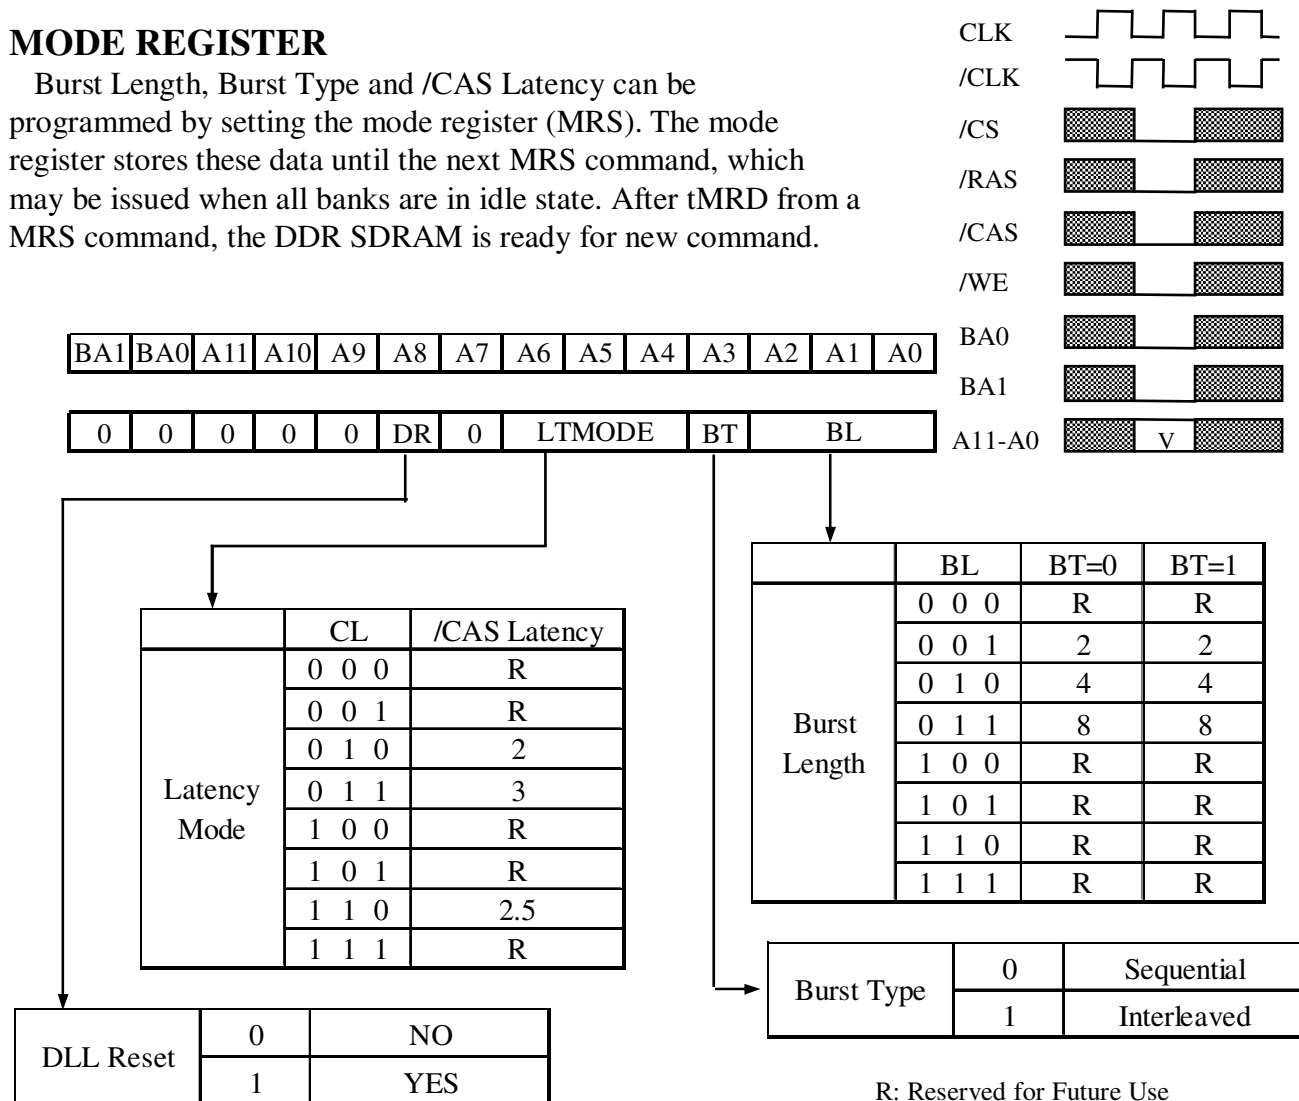 MODE REGISTER
Burst Length, Burst Type and /CAS Latency can be
programmed by setting the mode register (MRS). The mode
register stores these data until the next MRS command, which
may be issued when all banks are in idle state. After tMRD from a
MRS command, the DDR SDRAM is ready for new command.
CLK
/CLK
/CS
/RAS
/CAS
/WE
BA0
BA1
A11-A0 V
BA1 BA0 A11 A10 A9 A8 A7 A6 A5 A4 A3 A2 A1 A0
0 0 0 0 0 DR 0 LTMODE BT BL
CL /CAS Latency
Latency
Mode
0 0 0 R
0 0 1 R
0 1 0 2
0 1 1 3
1 0 0 R
1 0 1 R
1 1 0 2.5
1 1 1 R
BL BT=0 BT=1
Burst
Length
0 0 0 R R
0 0 1 2 2
0 1 0 4 4
0 1 1 8 8
1 0 0 R R
1 0 1 R R
1 1 0 R R
1 1 1 R R
Burst Type
0 Sequential
1 Interleaved
DLL Reset
0 NO
1 YES
R: Reserved for Future Use